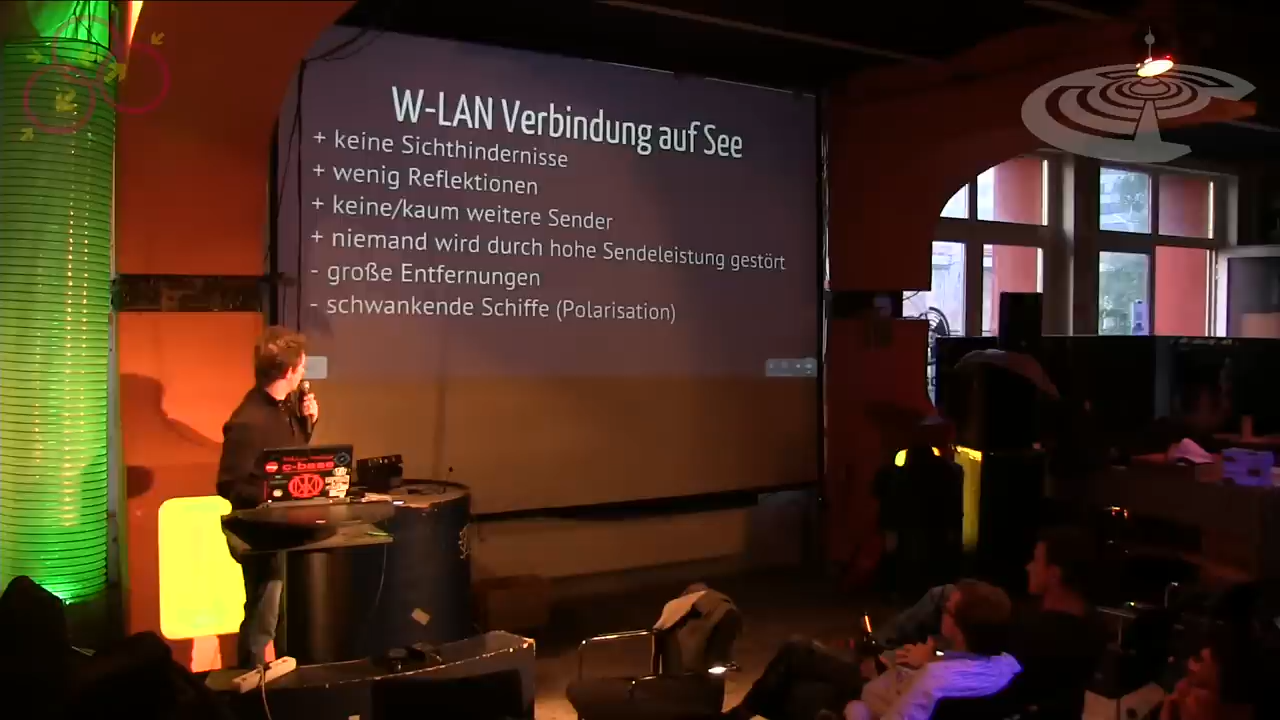 W-LAN Verbindung auf See
+ keine Sichthindernisse
+ wenig Reflektionen
+ keine/kaum weitere Sender
+ niemand wird durch hohe Sendeleistung gestört
- große Entfernungen
- schwankende Schiffe (Polarisation)
c-base